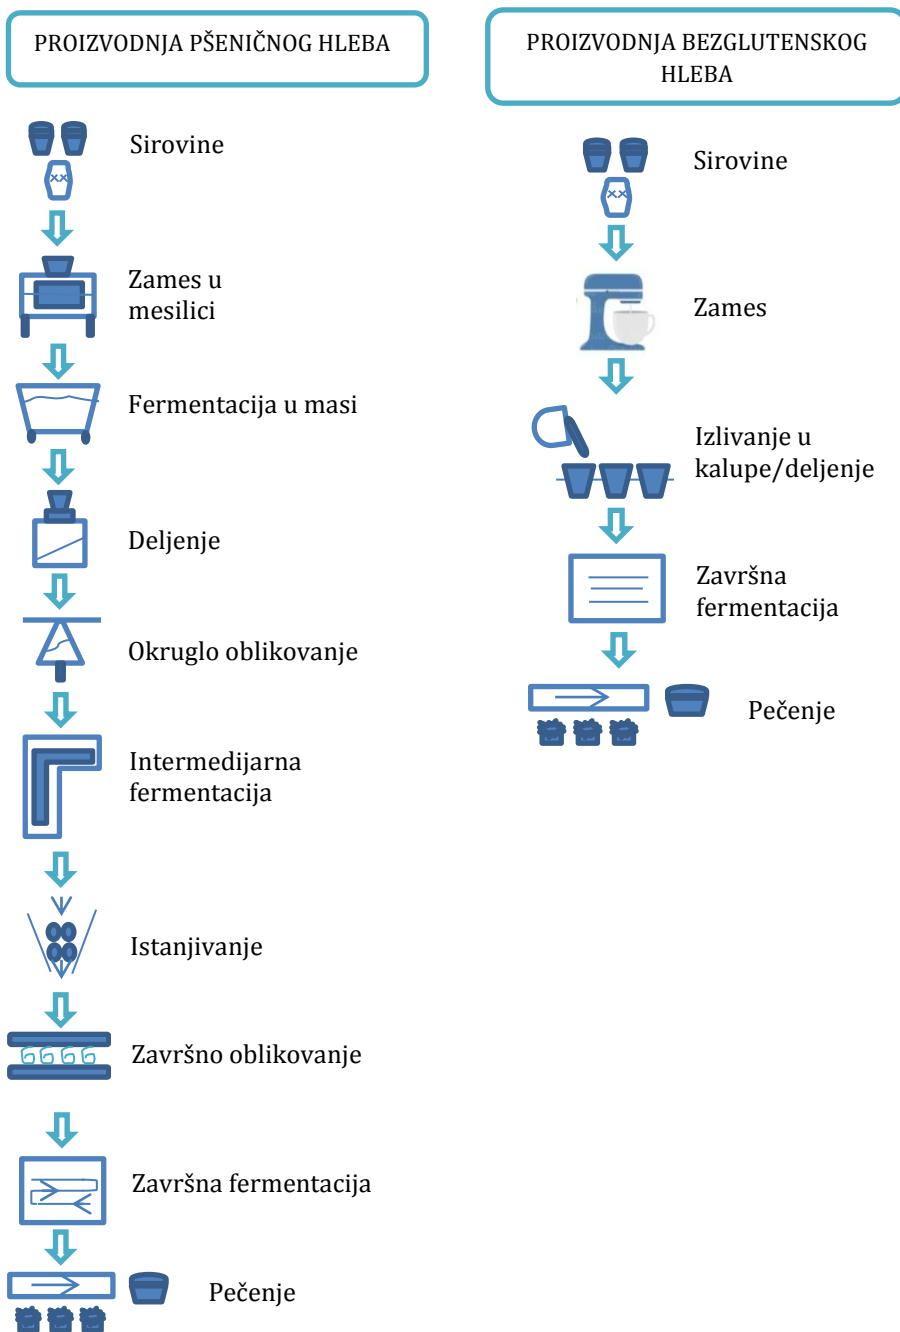 PROIZVODNJA PŠENIČNOG HLEBA
Sirovine
Zames u
mesilici
Fermentacija u masi
Deljenje
Okruglo oblikovanje
Intermedijarna
fermentacija
Istanjivanje
Završno oblikovanje
Završna fermentacija
Pečenje
PROIZVODNJA BEZGLUTENSKOG
HLEBA
Sirovine
Zames
Izlivanje u
kalupe/deljenje
Završna
fermentacija
Pečenje